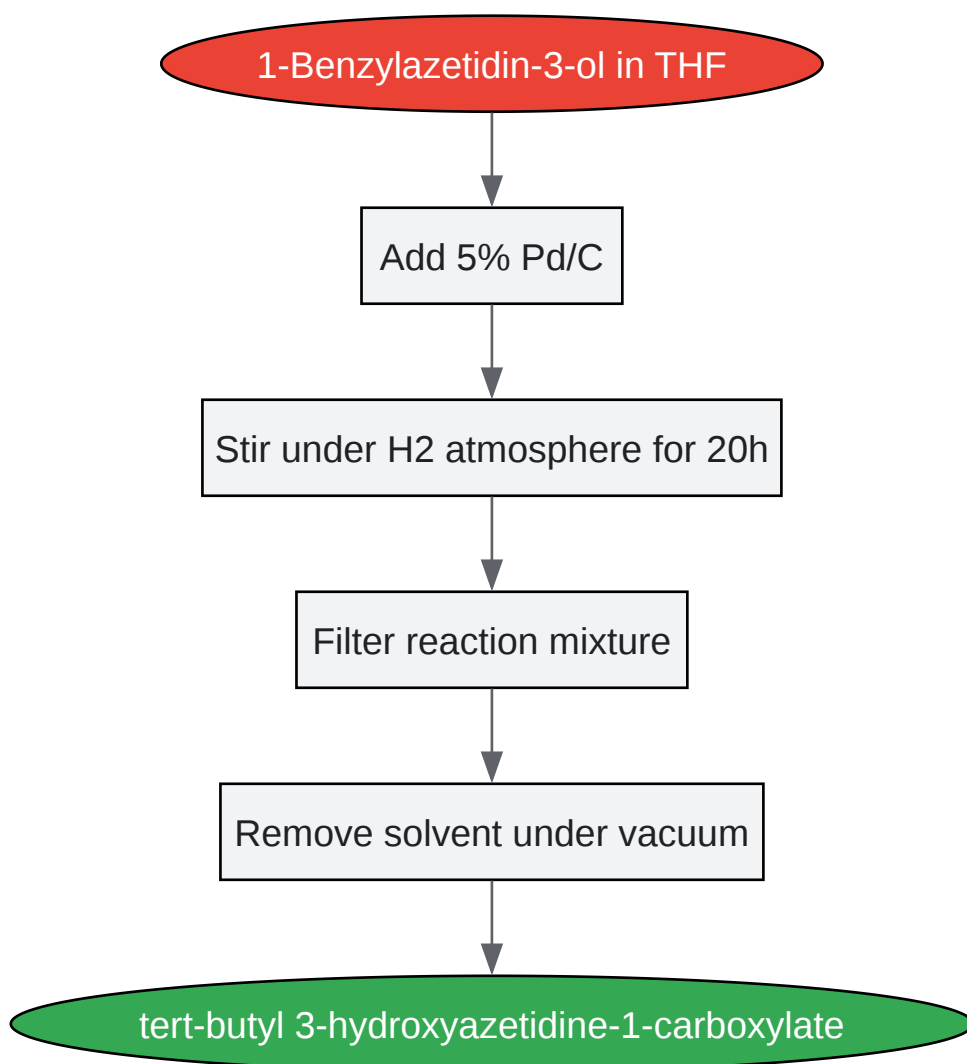 1-Benzylazetidin-3-ol in THF
Add 5% Pd/C
Stir under H2 atmosphere for 20h
Filter reaction mixture
Remove solvent under vacuum
tert-butyl 3-hydroxyazetidine-1-carboxylate